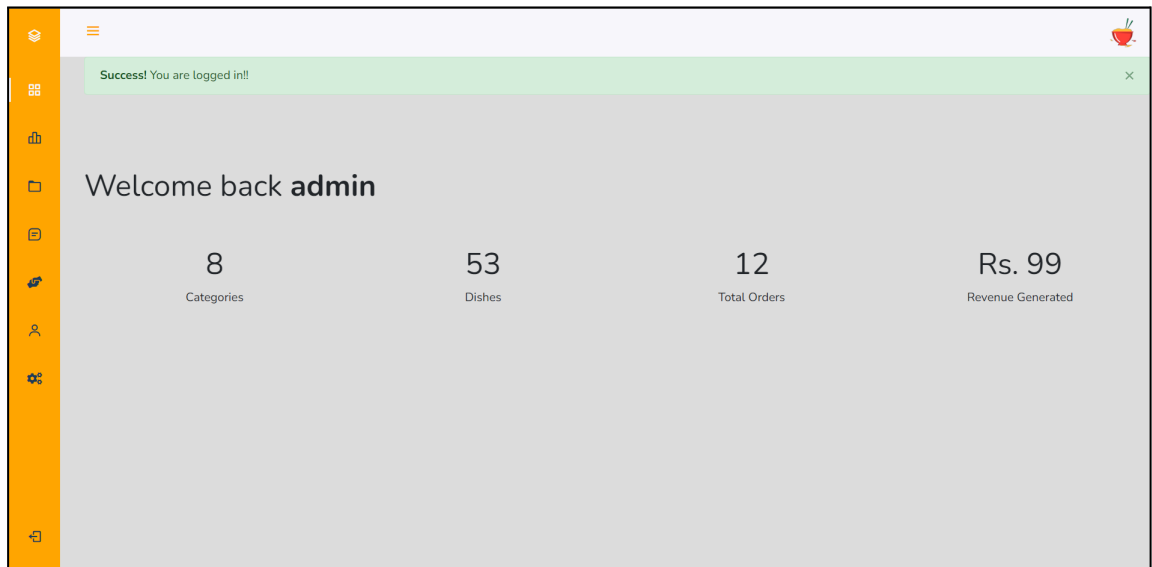 Success! You are logged in!!
×
Welcome back admin
8 53 12 Rs. 99
Categories Dishes Total Orders Revenue Generated